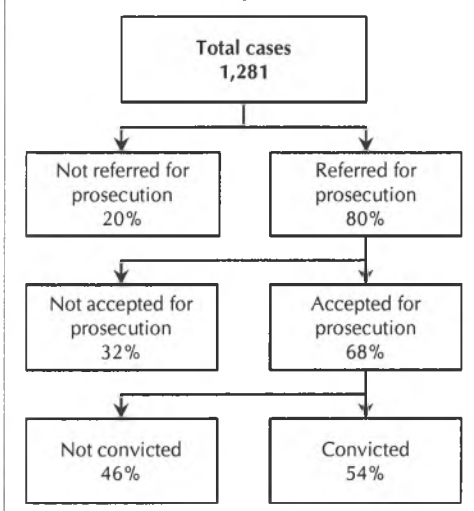 Total cases
1,281
Not referred for
prosecution
20%
Referred for
prosecution
80%
Not accepted for
prosecution
32%
Accepted for
prosecution
68%
Not convicted
46%
Convicted
54%